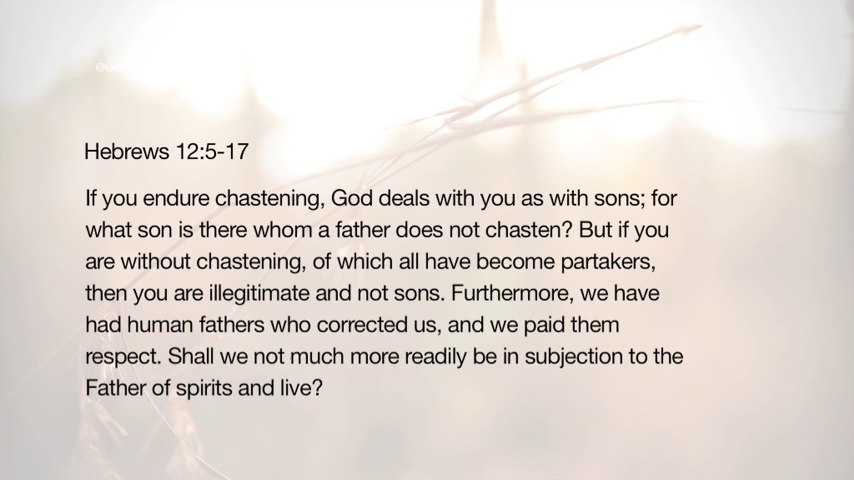 Hebrews 12:5-17
If you endure chastening, God deals with you as with sons; for
what son is there whom a father does not chasten? But if you
are without chastening, of which all have become partakers,
then you are illegitimate and not sons. Furthermore, we have
had human fathers who corrected us, and we paid them
respect. Shall we not much more readily be in subjection to the
Father of spirits and live?